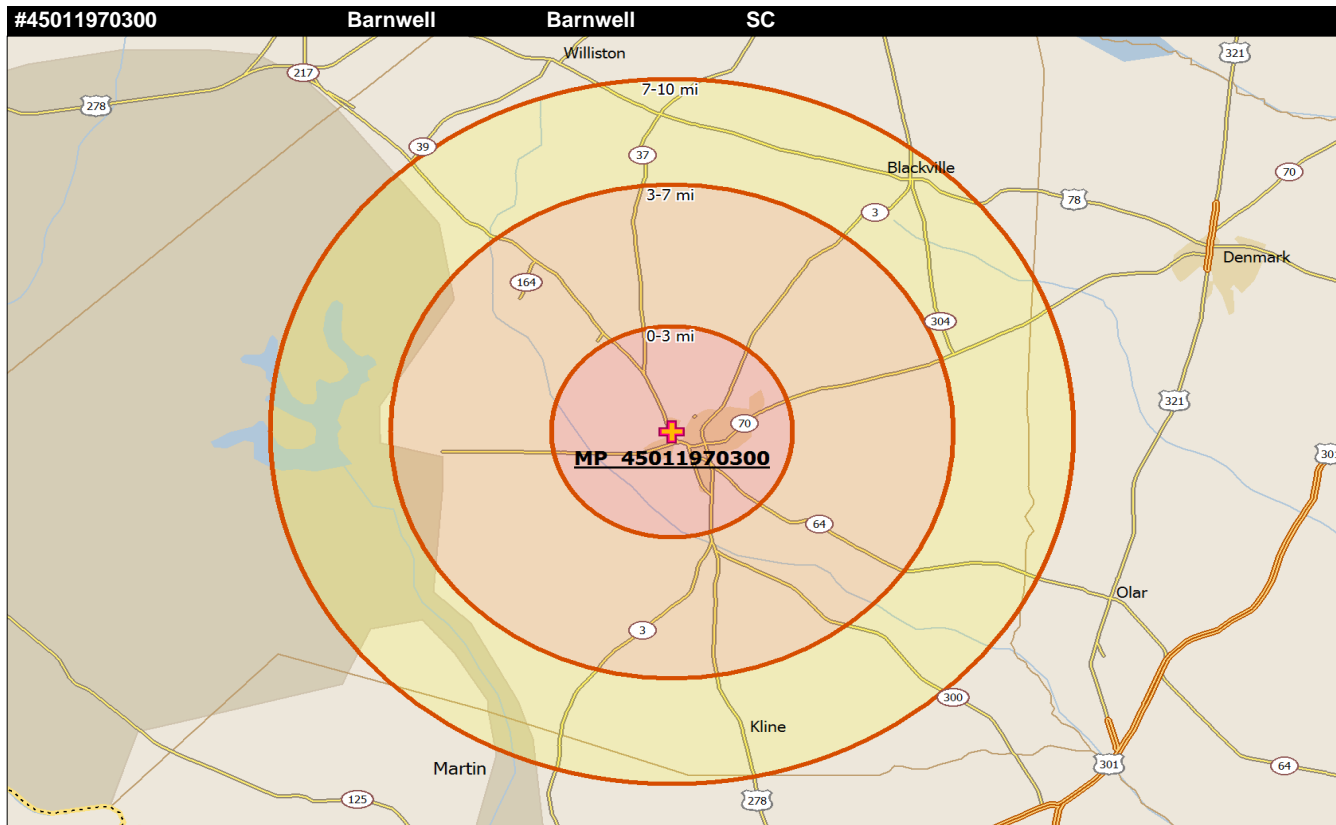 #45011970300 Barnwell Barnwell SC
Williston
321
217
7-10 mi
278
39
37
Blackville
70
3-7 mi
78
3
Denmark
164
304
0-3 mi
321
70
MP 45011970300
301
64
Olar
3
300
Kline
Martin
301
64
125
278